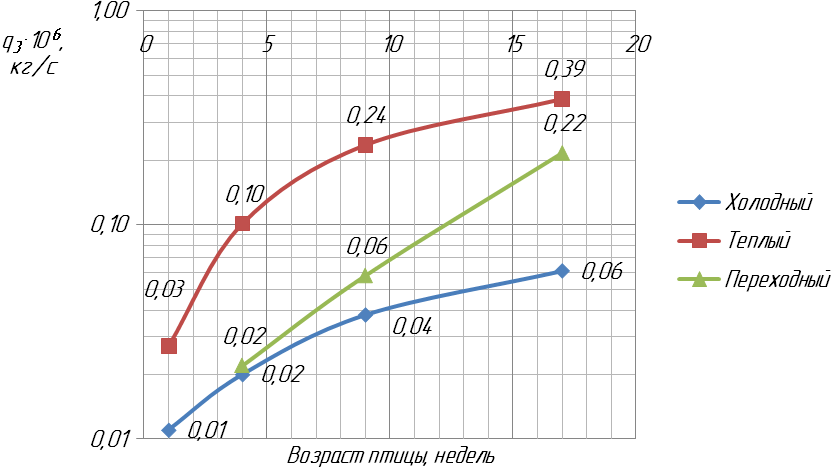 1,00
q₃·10⁶,
кг/с
0 5 10 15 20
0,39
0,24
0,22
0,10
Холодный
0,10
Теплый
0,06
0,03
0,06
Переходный
0,02
0,04
0,02
0,01
0,01
Возраст птицы, недель